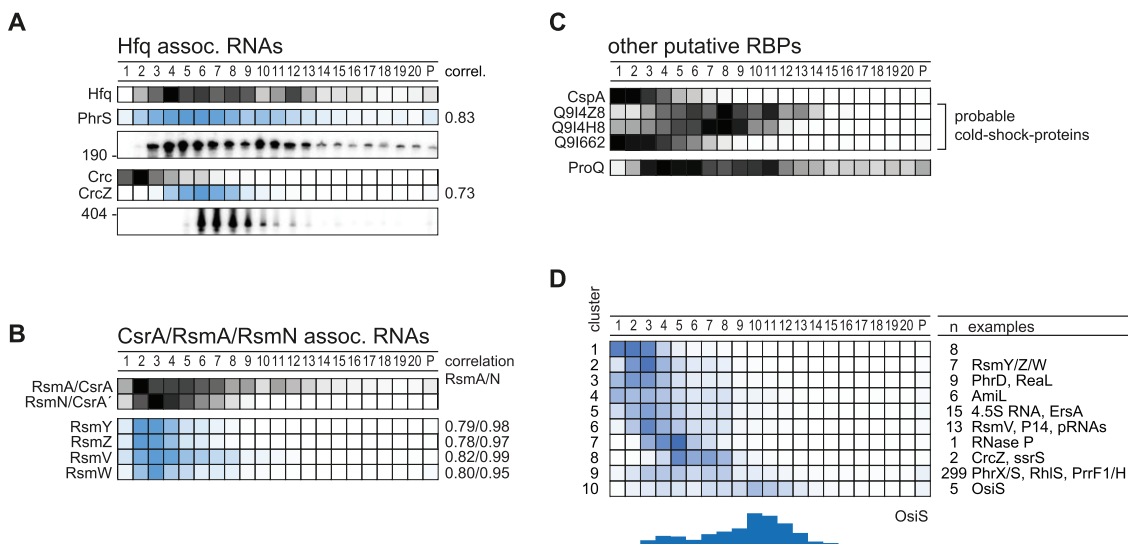 A
Hfq assoc. RNAs
1 2 3 4 5 6 7 8 9 10 11 12 13 14 15 16 17 18 19 20 P correl.
Hfq
PhrS 0.83
190 -
Crc
CrcZ 0.73
404 -
B
CsrA/RsmA/RsmN assoc. RNAs
1 2 3 4 5 6 7 8 9 10 11 12 13 14 15 16 17 18 19 20 P correlation
RsmA/N
RsmA/CsrA
RsmN/CsrA´
RsmY 0.79/0.98
RsmZ 0.78/0.97
RsmV 0.82/0.99
RsmW 0.80/0.95
C
other putative RBPs
1 2 3 4 5 6 7 8 9 10 11 12 13 14 15 16 17 18 19 20 P
CspA
Q9I4Z8
Q9I4H8
Q9I662
probable
cold-shock-proteins
ProQ
D
cluster
1 2 3 4 5 6 7 8 9 10 11 12 13 14 15 16 17 18 19 20 P n examples
1 8
2 7 RsmY/Z/W
3 9 PhrD, ReaL
4 6 AmiL
5 15 4.5S RNA, ErsA
6 13 RsmV, P14, pRNAs
7 1 RNase P
8 2 CrcZ, ssrS
9 299 PhrX/S, RhlS, PrrF1/H
10 5 OsiS
OsiS